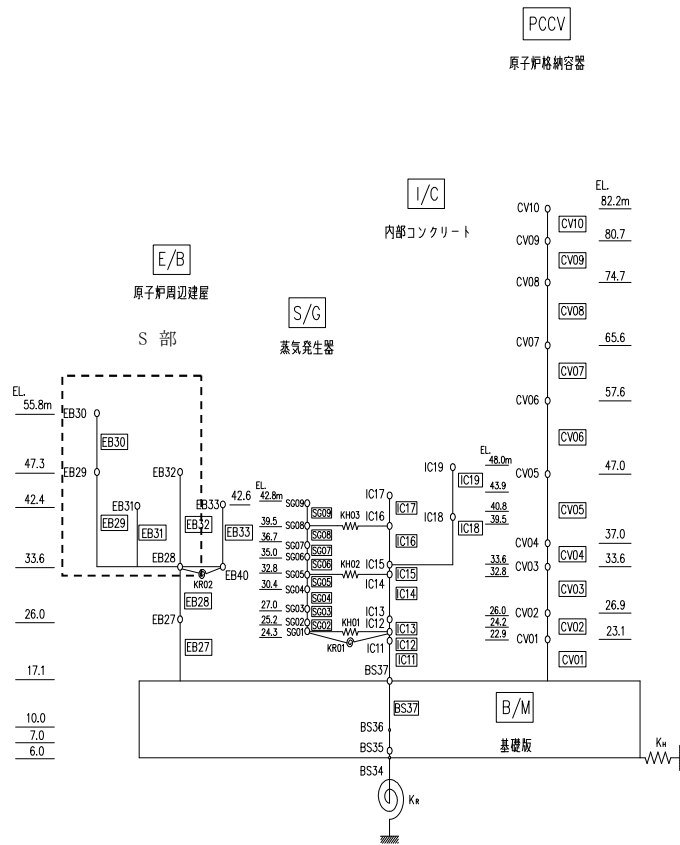 PCCV
原子炉格納容器
I/C
内部コンクリート
E/B
原子炉周辺建屋
S 部
S/G
蒸気発生器
EL.
82.2m
80.7
74.7
65.6
57.6
47.0
37.0
33.6
26.9
23.1
CV10
CV09
CV08
CV07
CV06
CV05
CV04
CV03
CV02
CV01
CV10
CV09
CV08
CV07
CV06
CV05
CV04
CV03
CV02
CV01
EL.
55.8m
47.3
42.4
33.6
26.0
17.1
10.0
7.0
6.0
EB30
EB30
EB29
EB29
EB31
EB31
EB32
EB32
EB33
EB33
42.6
EB28
EB40
KR02
EB28
EB27
EB27
EL.
42.8m
39.5
36.7
35.0
32.8
30.4
27.0
25.2
24.3
SG09
SG08
SG07
SG06
SG05
SG04
SG03
SG02
SG01
SG09
SG08
SG07
SG06
SG05
SG04
SG03
SG02
KH03
KH02
KH01
KR01
IC17
IC16
IC15
IC14
IC13
IC12
IC11
IC17
IC16
IC15
IC14
IC13
IC12
IC11
IC19
IC18
IC19
IC18
EL.
48.0m
43.9
40.8
39.5
33.6
32.8
26.0
24.2
22.9
BS37
BS37
BS36
BS35
BS34
B/M
基礎版
KH
KR